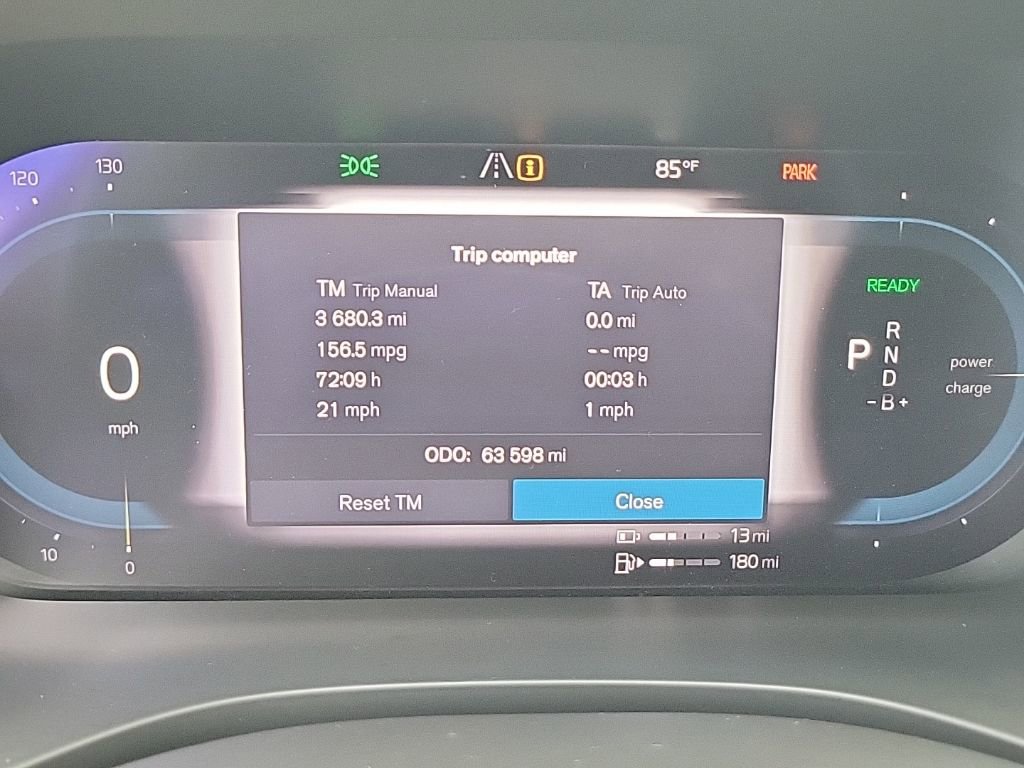 120
130
85°F
PARK
Trip computer
TM Trip Manual
TA Trip Auto
3 680.3 mi
0.0 mi
156.5 mpg
-- mpg
72:09 h
00:03 h
21 mph
1 mph
ODO: 63 598 mi
Reset TM
Close
0
mph
READY
P
R
N
D
- B +
power
charge
13 mi
180 mi
10
0